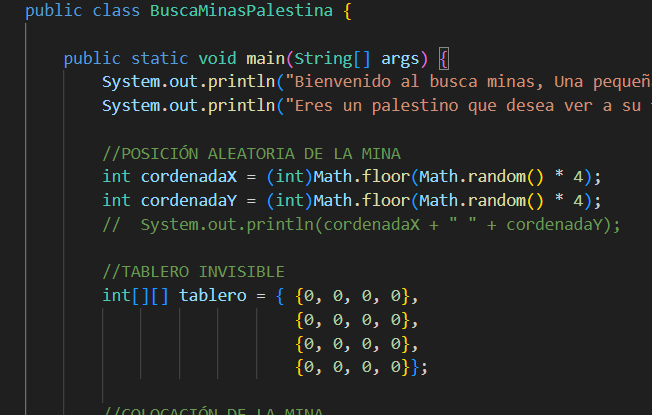 public class BuscaMinasPalestina {
public static void main(String[] args) {
System.out.println("Bienvenido al busca minas, Una pequeñ
System.out.println("Eres un palestino que desea ver a su
//POSICIÓN ALEATORIA DE LA MINA
int cordenadaX = (int)Math.floor(Math.random() * 4);
int cordenadaY = (int)Math.floor(Math.random() * 4);
//  System.out.println(cordenadaX + " " + cordenadaY);
//TABLERO INVISIBLE
int[][] tablero = { {0, 0, 0, 0},
{0, 0, 0, 0},
{0, 0, 0, 0},
{0, 0, 0, 0}};
//COLOCACIÓN DE LA MINA